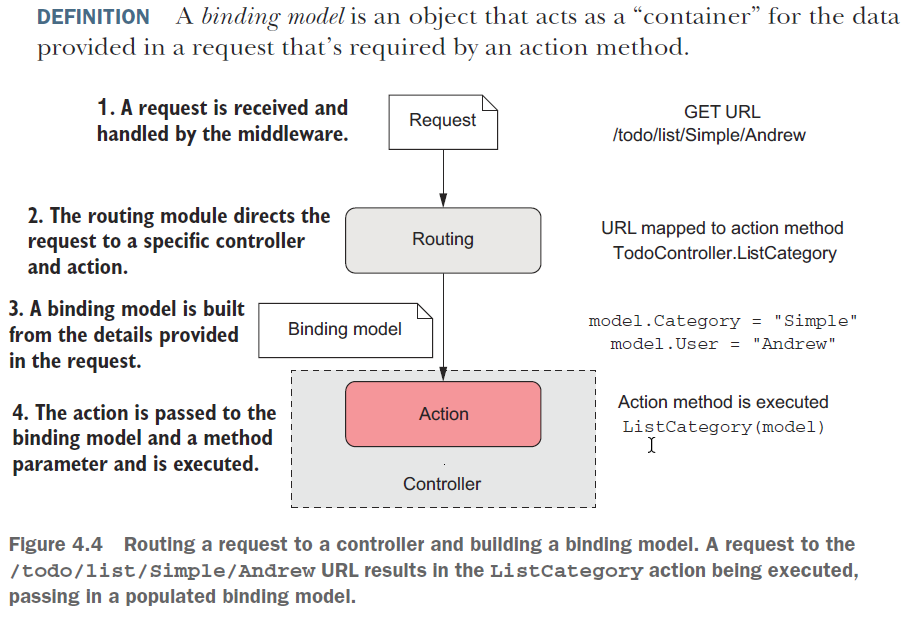 DEFINITION A binding model is an object that acts as a “container” for the data
provided in a request that’s required by an action method.
1. A request is received and
handled by the middleware.
Request
GET URL
/todo/list/Simple/Andrew
2. The routing module directs the
request to a specific controller
and action.
Routing
URL mapped to action method
TodoController.ListCategory
3. A binding model is built
from the details provided
in the request.
Binding model
model.Category = "Simple"
model.User = "Andrew"
4. The action is passed to the
binding model and a method
parameter and is executed.
Action
Controller
Action method is executed
ListCategory(model)
Figure 4.4 Routing a request to a controller and building a binding model. A request to the
/todo/list/Simple/Andrew URL results in the ListCategory action being executed,
passing in a populated binding model.